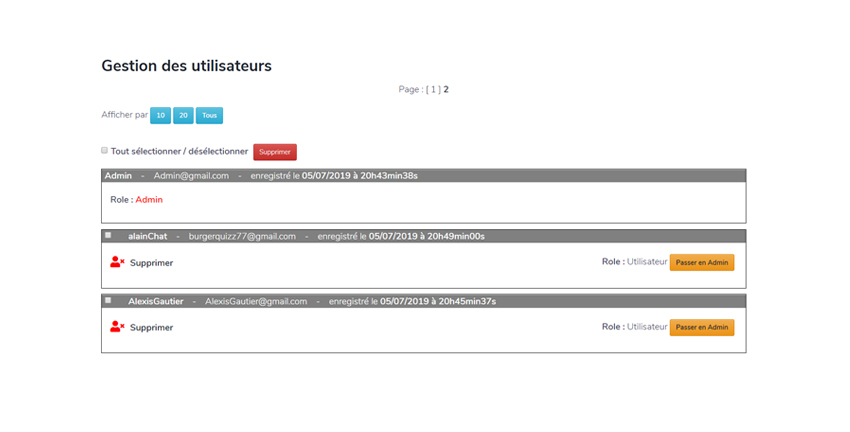 Gestion des utilisateurs
Page : [ 1 ] 2
Afficher par 10 20 Tous
Tout sélectionner / désélectionner Supprimer
Admin - Admin@gmail.com - enregistré le 05/07/2019 à 20h43min38s
Role : Admin
alainChat - burgerquizz77@gmail.com - enregistré le 05/07/2019 à 20h49min00s
Supprimer Role : Utilisateur Passer en Admin
AlexisGautier - AlexisGautier@gmail.com - enregistré le 05/07/2019 à 20h45min37s
Supprimer Role : Utilisateur Passer en Admin